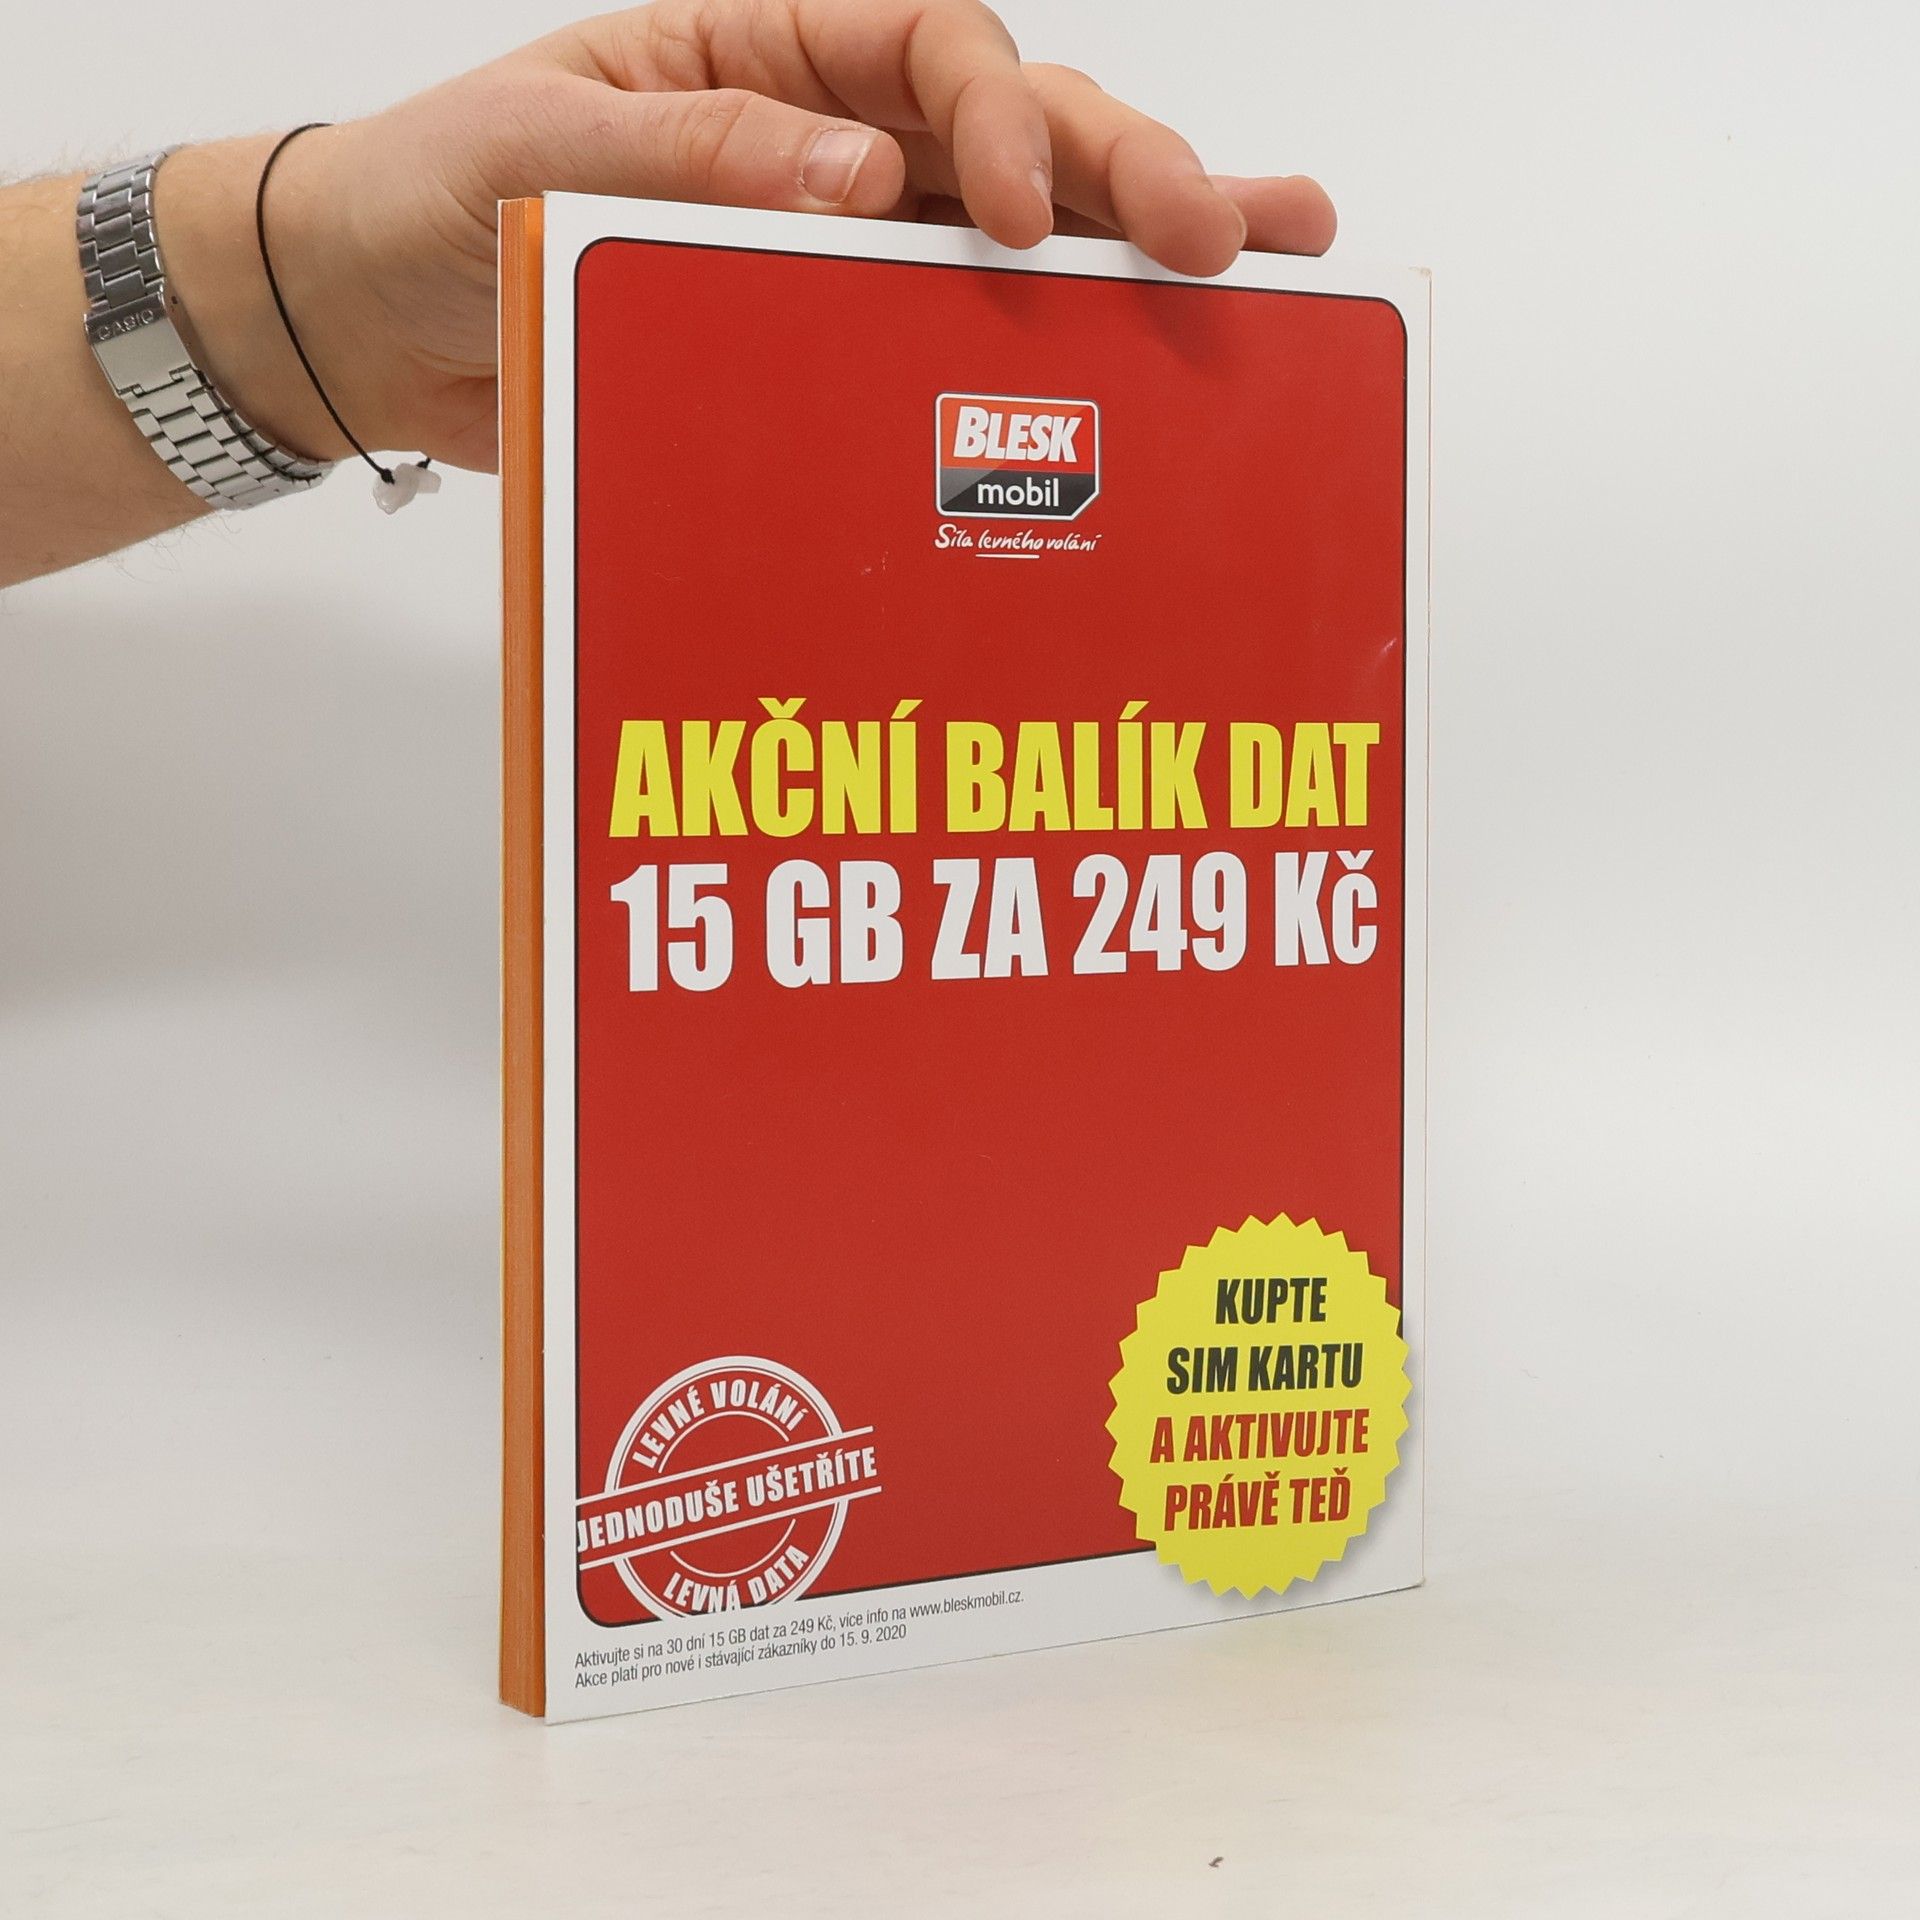 CASIO
BLESK
mobil
Síla levného volání
AKČNÍ BALÍK DAT
15 GB ZA 249 Kč
KUPTE
SIM KARTU
A AKTIVUJTE
PRÁVĚ TEĎ
LEVNÉ VOLÁNÍ
JEDNODUŠE UŠETŘÍTE
LEVNÁ DATA
Aktivujte si na 30 dní 15 GB dat za 249 Kč, více info na www.bleskmobil.cz.
Akce platí pro nové i stávající zákazníky do 15. 9. 2020